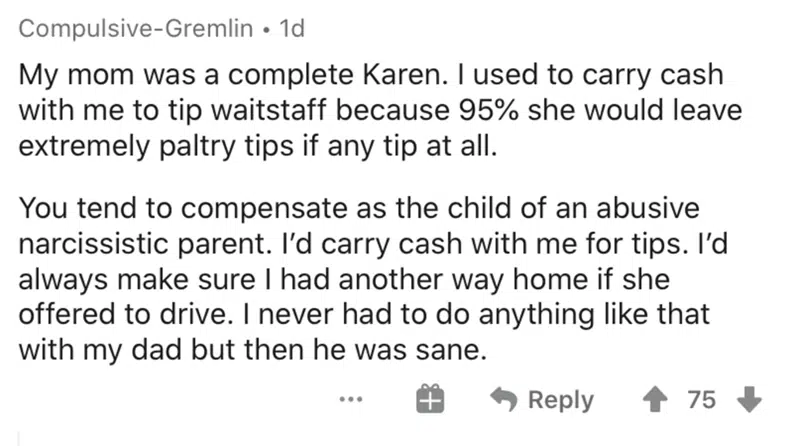 Compulsive-Gremlin • 1d
My mom was a complete Karen. I used to carry cash
with me to tip waitstaff because 95% she would leave
extremely paltry tips if any tip at all.
You tend to compensate as the child of an abusive
narcissistic parent. I’d carry cash with me for tips. I’d
always make sure I had another way home if she
offered to drive. I never had to do anything like that
with my dad but then he was sane.
Reply 75